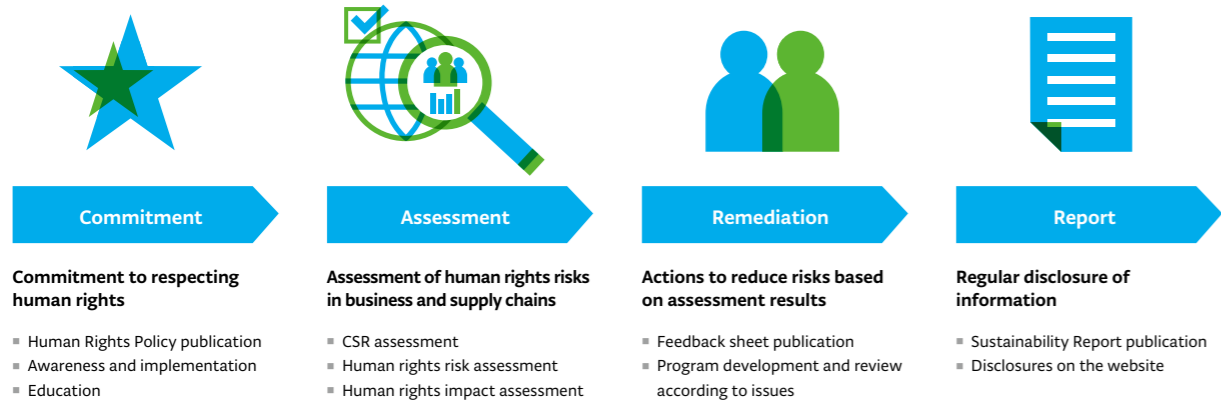 Commitment
Commitment to respecting
human rights
■ Human Rights Policy publication
■ Awareness and implementation
■ Education
Assessment
Assessment of human rights risks
in business and supply chains
■ CSR assessment
■ Human rights risk assessment
■ Human rights impact assessment
Remediation
Actions to reduce risks based
on assessment results
■ Feedback sheet publication
■ Program development and review
according to issues
Report
Regular disclosure of
information
■ Sustainability Report publication
■ Disclosures on the website